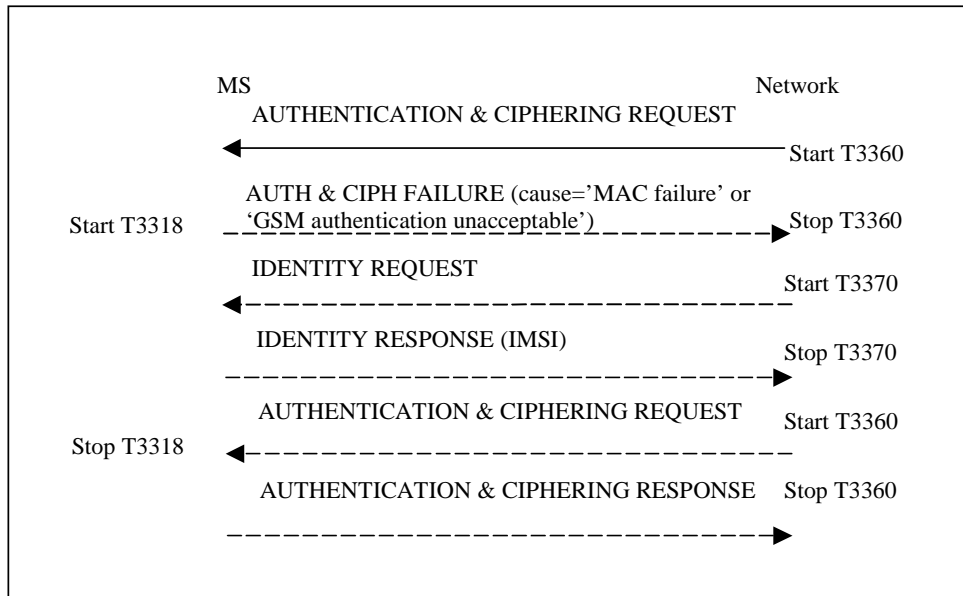 MS Network
AUTHENTICATION & CIPHERING REQUEST
Start T3360
AUTH & CIPH FAILURE (cause='MAC failure' or
‘GSM authentication unacceptable’)
Start T3318
Stop T3360
IDENTITY REQUEST
Start T3370
IDENTITY RESPONSE (IMSI)
Stop T3370
AUTHENTICATION & CIPHERING REQUEST
Start T3360
Stop T3318
AUTHENTICATION & CIPHERING RESPONSE
Stop T3360